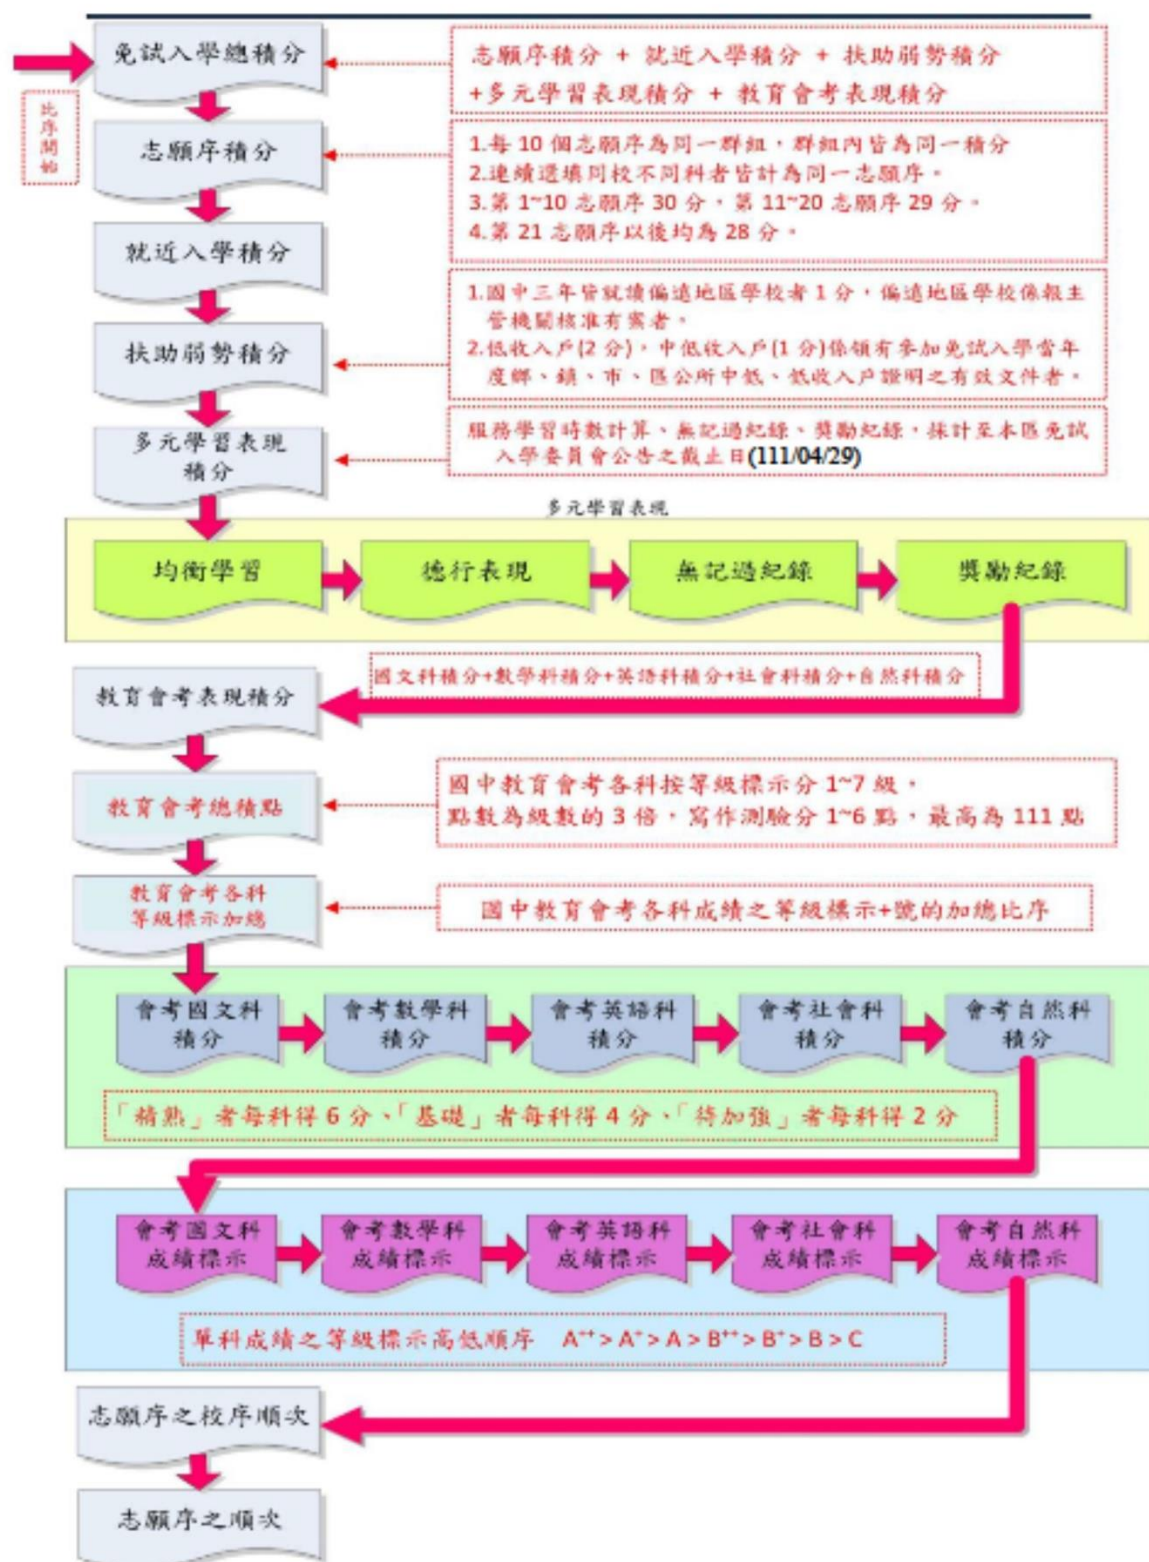 免試入學總積分
志願序積分 + 就近入學積分 + 扶助弱勢積分
+多元學習表現積分 + 教育會考表現積分
比序開始
志願序積分
1.每 10 個志願序為同一群組，群組內皆為同一積分
2.連續選填同校不同科者皆計為同一志願序。
3.第 1~10 志願序 30 分，第 11~20 志願序 29 分。
4.第 21 志願序以後均為 28 分。
就近入學積分
扶助弱勢積分
1.國中三年皆就讀偏遠地區學校者 1 分，偏遠地區學校係報主
管機關核准有案者。
2.低收入戶(2 分)，中低收入戶(1 分)係領有參加免試入學當年
度鄉、鎮、市、區公所中低、低收入戶證明之有效文件者。
多元學習表現
積分
服務學習時數計算、無記過紀錄、獎勵紀錄，採計至本區免試
入學委員會公告之截止日(111/04/29)
多元學習表現
均衡學習
德行表現
無記過紀錄
獎勵紀錄
國文科積分+數學科積分+英語科積分+社會科積分+自然科積分
教育會考表現積分
教育會考總積點
國中教育會考各科按等級標示分 1~7 級，
點數為級數的 3 倍，寫作測驗分 1~6 點，最高為 111 點
教育會考各科
等級標示加總
國中教育會考各科成績之等級標示+號的加總比序
會考國文科
積分
會考數學科
積分
會考英語科
積分
會考社會科
積分
會考自然科
積分
「精熟」者每科得 6 分、「基礎」者每科得 4 分、「待加強」者每科得 2 分
會考國文科
成績標示
會考數學科
成績標示
會考英語科
成績標示
會考社會科
成績標示
會考自然科
成績標示
單科成績之等級標示高低順序 A⁺⁺ > A⁺ > A > B⁺⁺ > B⁺ > B > C
志願序之校序順次
志願序之順次